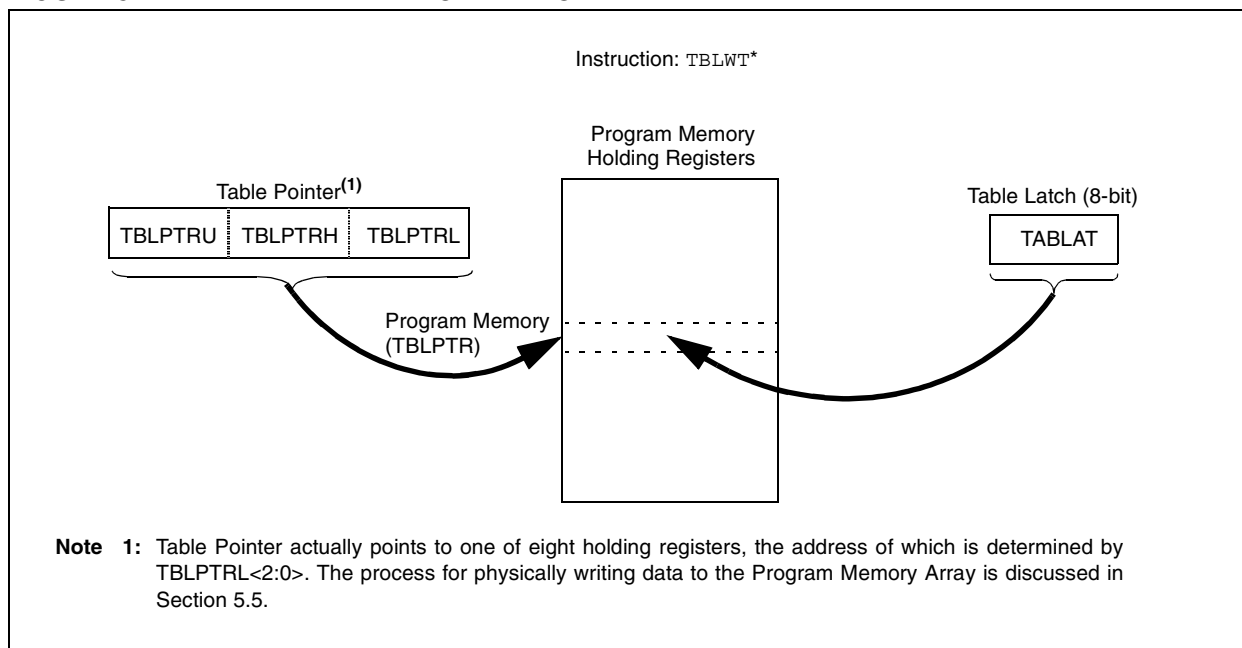 Instruction: TBLWT*
Program Memory
Holding Registers
Table Pointer(1)
Table Latch (8-bit)
TBLPTRU TBLPTRH TBLPTRL
TABLAT
Program Memory
(TBLPTR)
Note 1: Table Pointer actually points to one of eight holding registers, the address of which is determined by
TBLPTRL<2:0>. The process for physically writing data to the Program Memory Array is discussed in
Section 5.5.